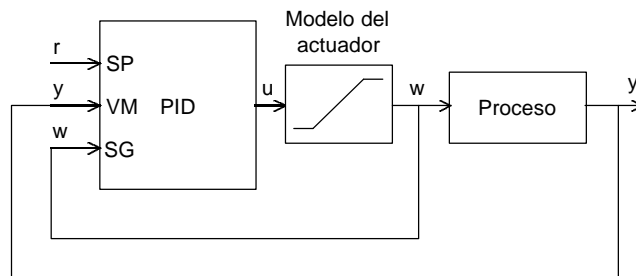 Modelo del
actuador
r
SP
y
VM
PID
u
w
Proceso
y
w
SG